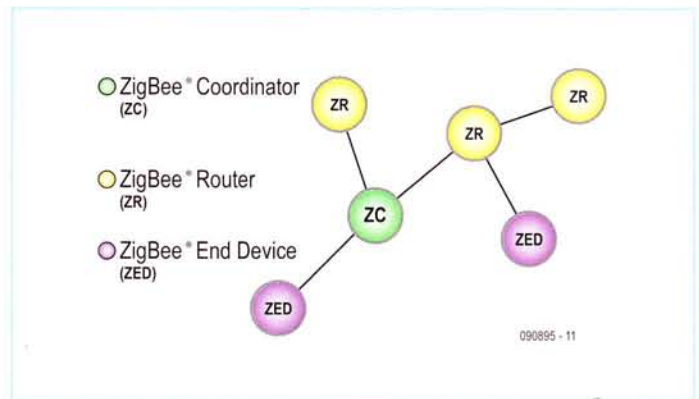 ZigBee® Coordinator
(ZC)
ZigBee® Router
(ZR)
ZigBee® End Device
(ZED)
ZR
ZR
ZR
ZC
ZED
ZED
090895 - 11